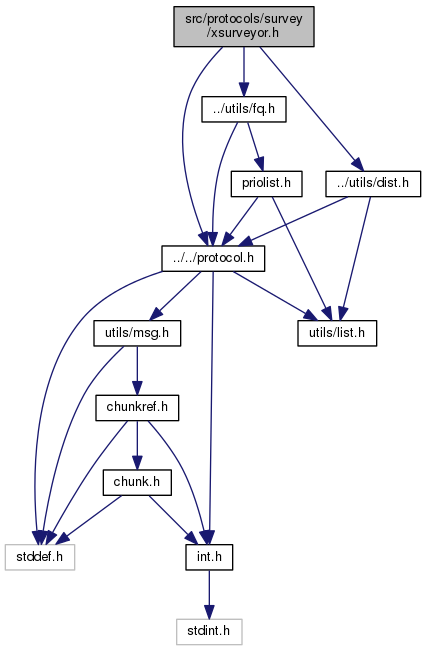 src/protocols/survey
/xsurveyor.h
../utils/fq.h
priolist.h
../utils/dist.h
../../protocol.h
utils/msg.h
utils/list.h
chunkref.h
chunk.h
stddef.h
int.h
stdint.h